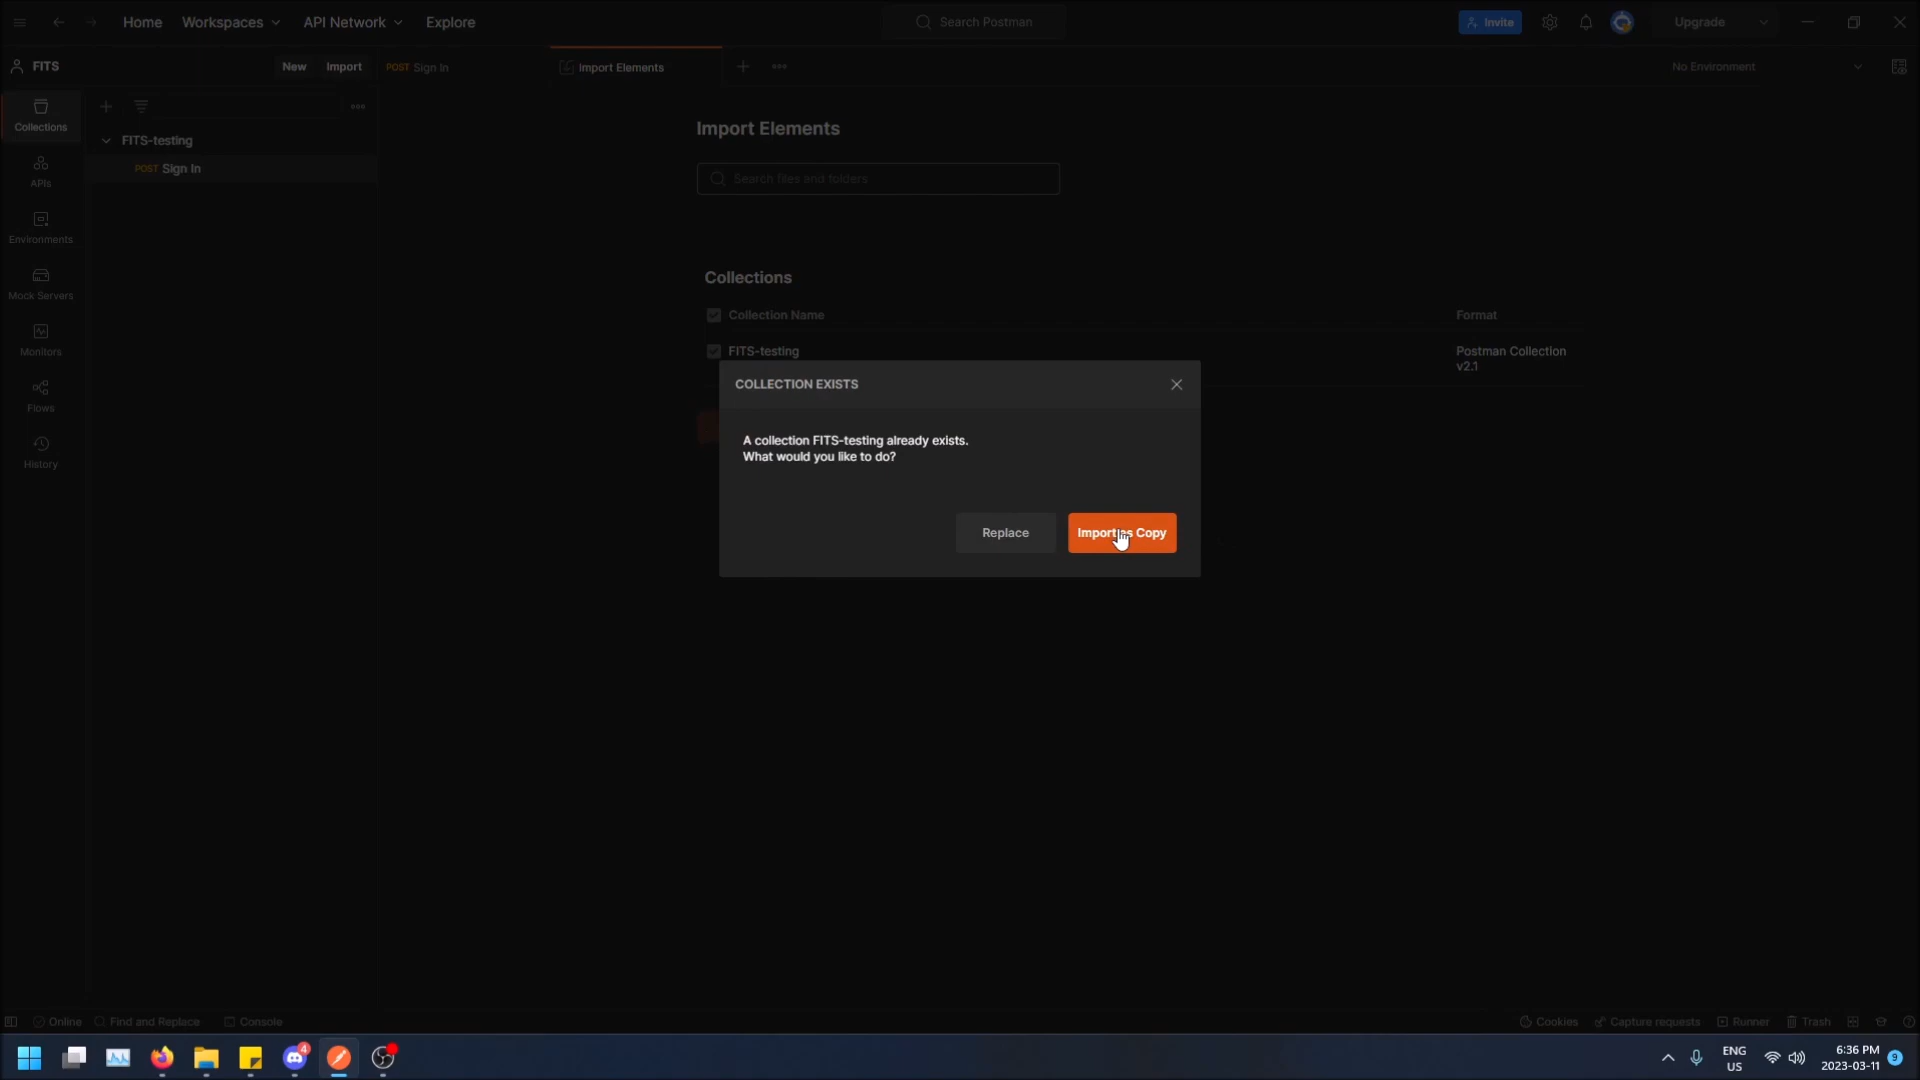 Home
Workspaces
API Network
Explore
Search Postman
Invite
Upgrade
FITS
New
Import
POST Sign In
Import Elements
No Environment
Collections
FITS-testing
POST Sign In
APIs
Environments
Mock Servers
Monitors
Flows
History
Import Elements
Search files and folders
Collections
Collection Name
Format
FITS-testing
Postman Collection
v2.1
COLLECTION EXISTS
A collection FITS-testing already exists.
What would you like to do?
Replace
Import as Copy
Online
Find and Replace
Console
Cookies
Capture requests
Runner
Trash
4
ENG
US
6:36 PM
2023-03-11
9